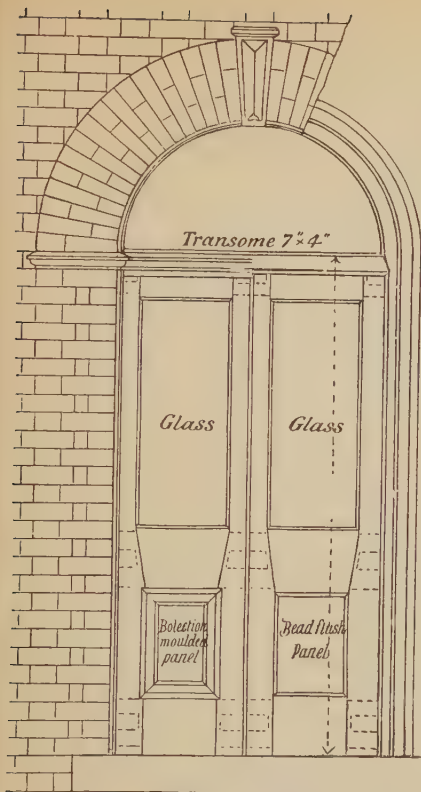 Transome 7"×4"
Glass
Glass
Bolection
moulded
panel
Bead flush
Panel